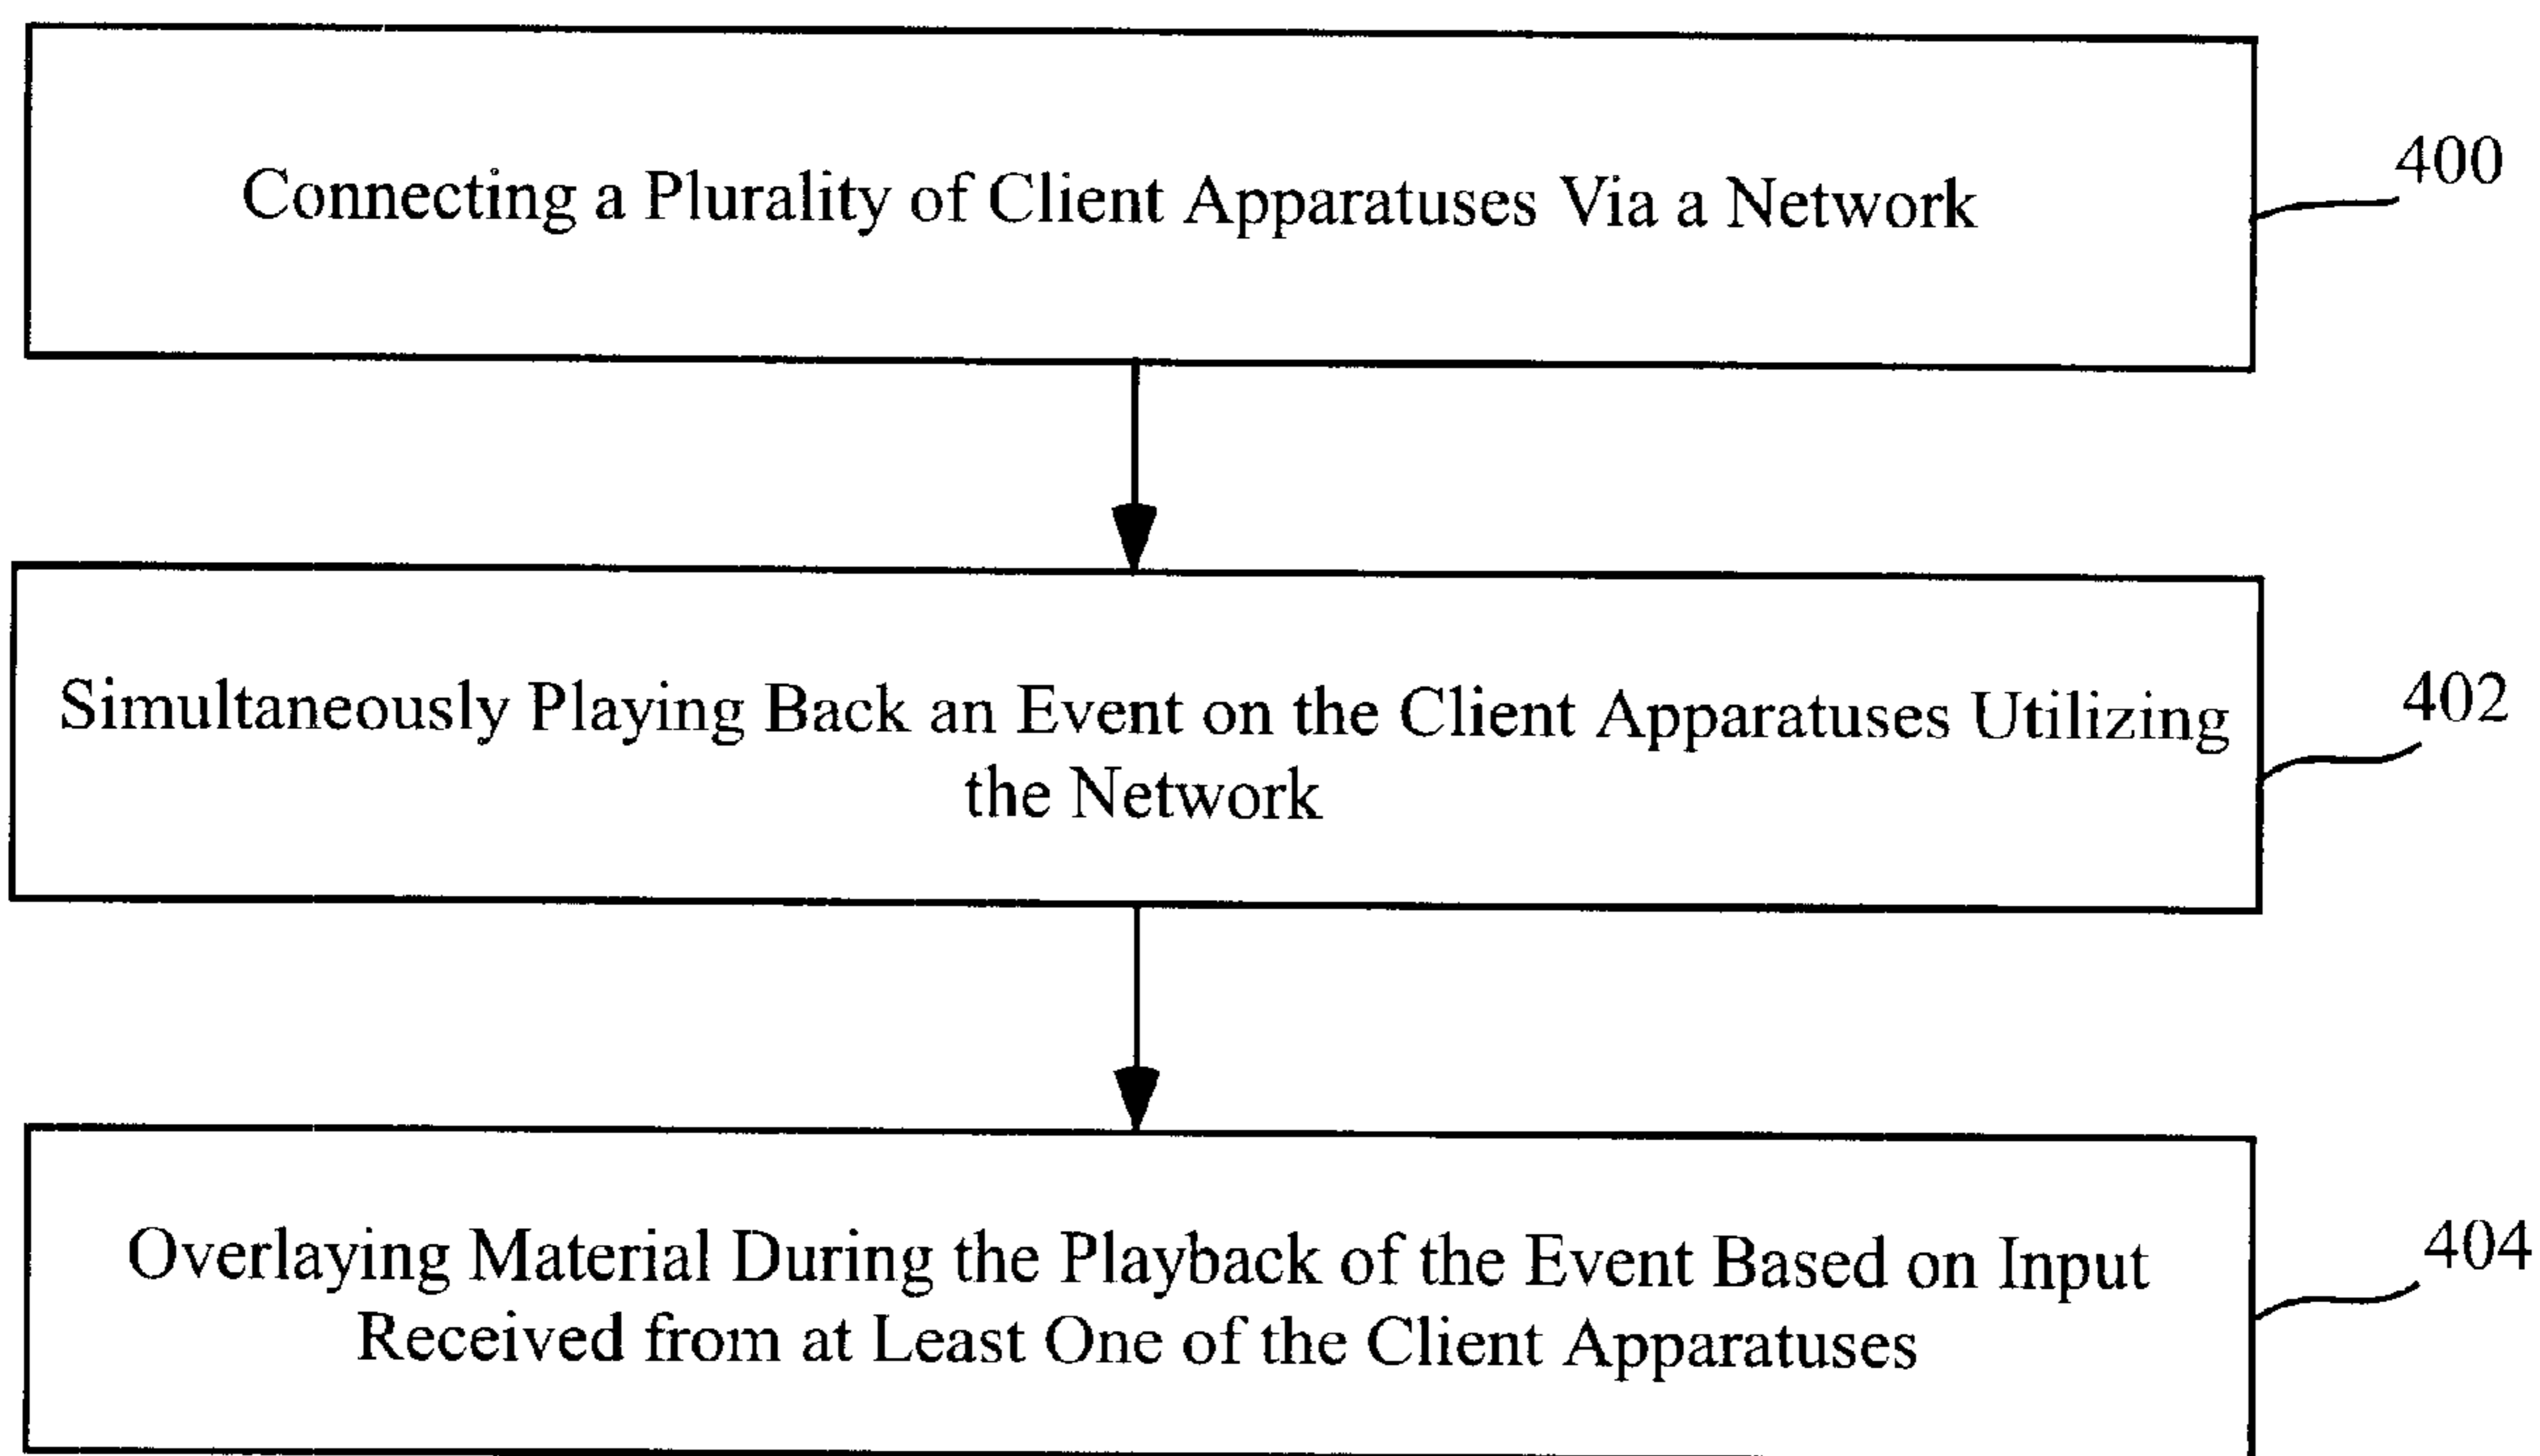 Connecting a Plurality of Client Apparatuses Via a Network
400
Simultaneously Playing Back an Event on the Client Apparatuses Utilizing
the Network
402
Overlaying Material During the Playback of the Event Based on Input
Received from at Least One of the Client Apparatuses
404